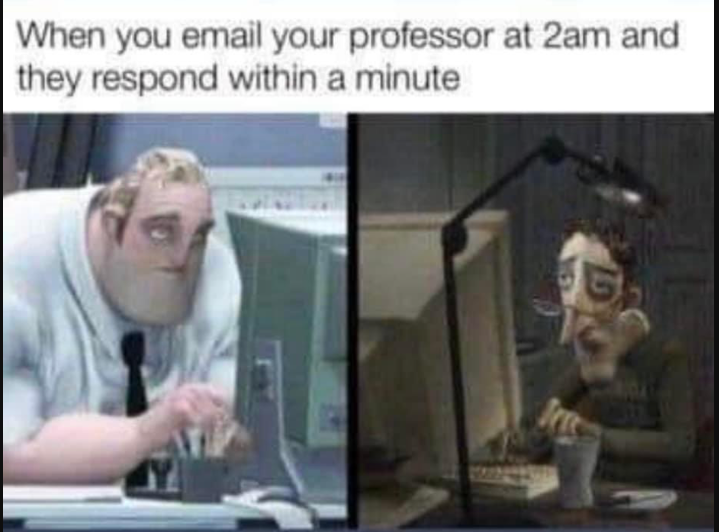 When you email your professor at 2am and
they respond within a minute